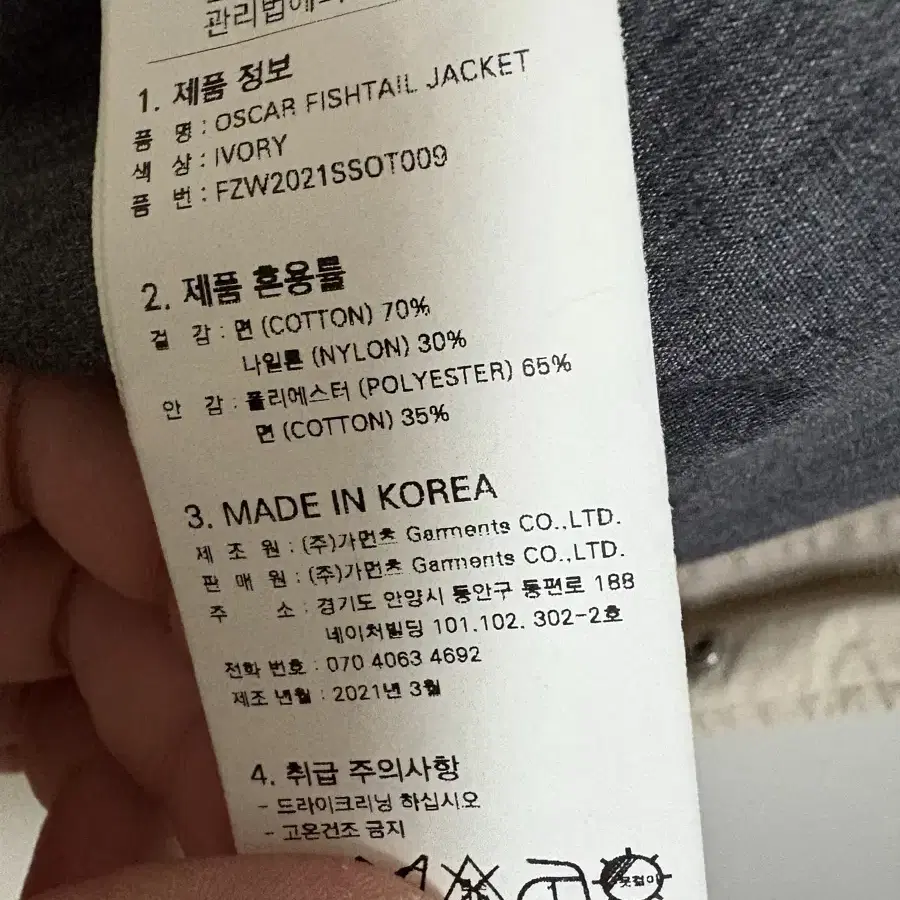 관리법에
1. 제품 정보
품 명 : OSCAR FISHTAIL JACKET
색 상 : IVORY
품 번 : FZW2021SSOT009
2. 제품 혼용률
겉 감 : 면 (COTTON) 70%
나일론 (NYLON) 30%
안 감 : 폴리에스터 (POLYESTER) 65%
면 (COTTON) 35%
3. MADE IN KOREA
제 조 원 : (주)가먼츠 Garments CO.,LTD.
판 매 원 : (주)가먼츠 Garments CO.,LTD.
주 소 : 경기도 안양시 동안구 동편로 188
네이처빌딩 101.102. 302-2호
전화 번호 : 070 4063 4692
제조 년월 : 2021년 3월
4. 취급 주의사항
- 드라이크리닝 하십시오
- 고온건조 금지
옷걸이